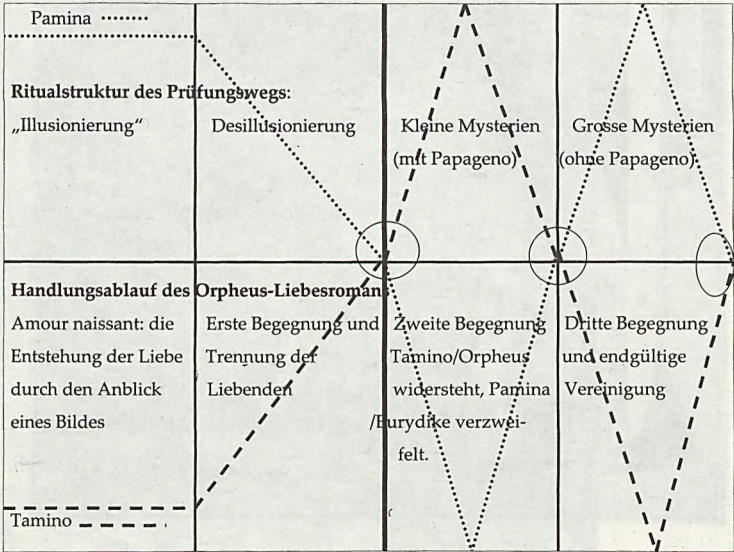 Pamina
Ritualstruktur des Prüfungswegs:
„Illusionierung“
Desillusionierung
Kleine Mysterien
(mit Papageno)
Grosse Mysterien
(ohne Papageno)
Handlungsablauf des Orpheus-Liebesromans
Amour naissant: die
Entstehung der Liebe
durch den Anblick
eines Bildes
Erste Begegnung und
Trennung der
Liebenden
Zweite Begegnung
Tamino/Orpheus
widersteht, Pamina
/Eurydike verzwei-
felt.
Dritte Begegnung
und endgültige
Vereinigung
Tamino